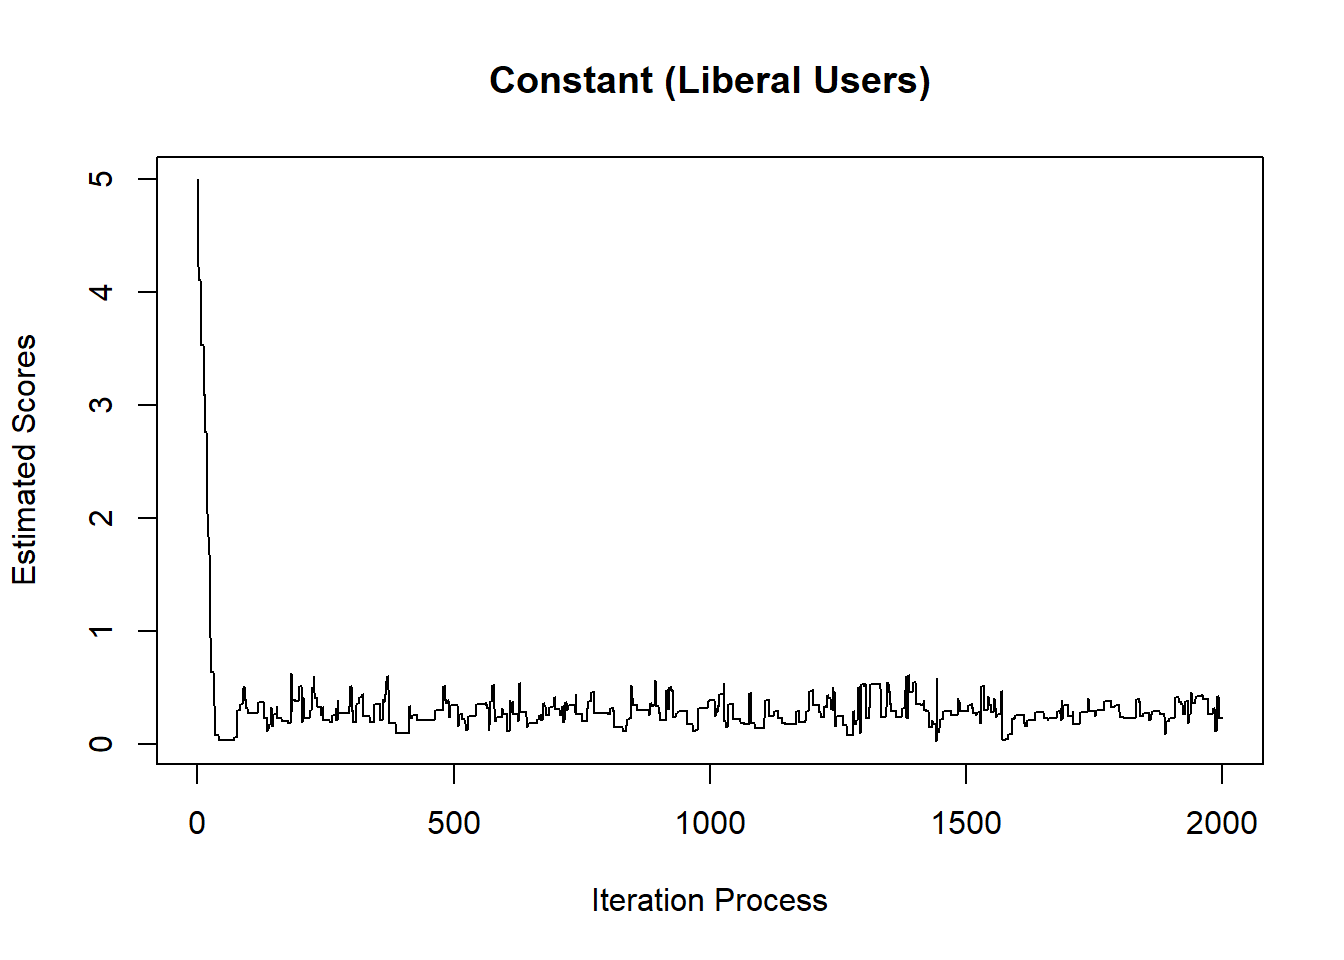 Constant (Liberal Users)
Estimated Scores
5
4
3
2
1
0
0 500 1000 1500 2000
Iteration Process